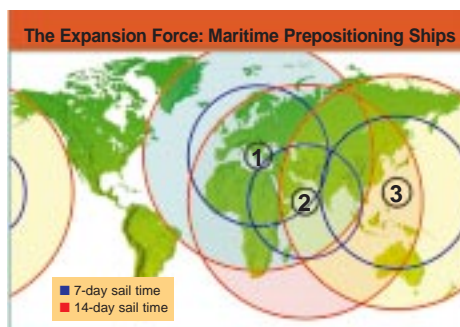 The Expansion Force: Maritime Prepositioning Ships
1
2
3
7-day sail time
14-day sail time